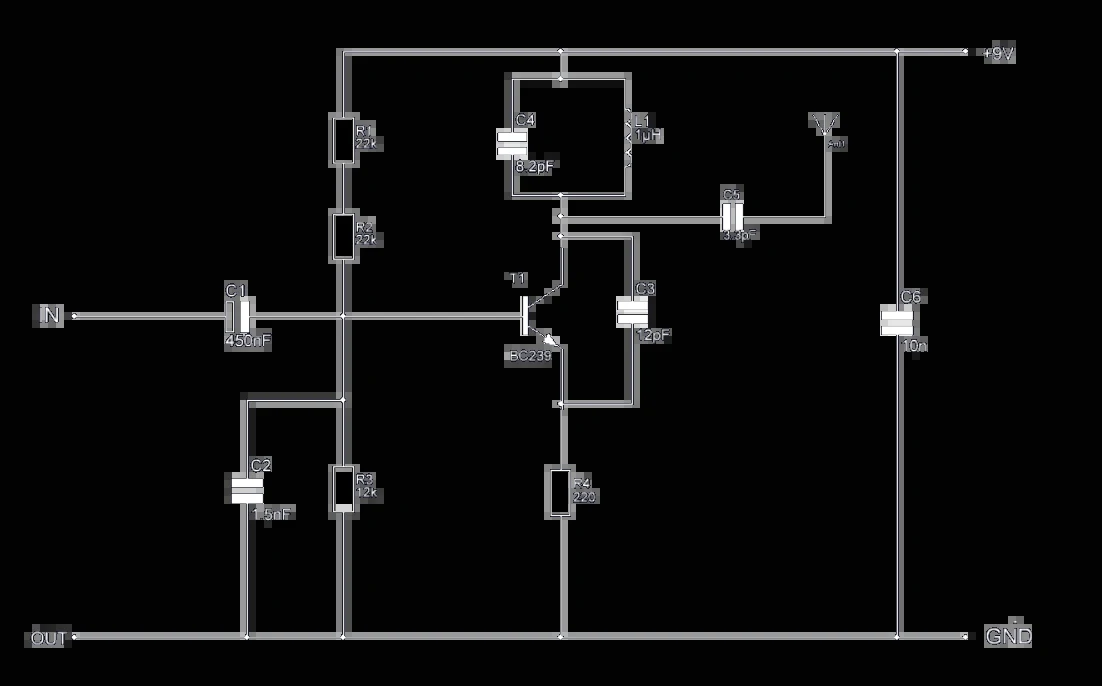 +9V
C4
8.2pF
L1
1µH
R1
22k
Ant1
C5
3.3pF
R2
22k
T1
C1
450nF
IN
C3
12pF
BC239
C6
10n
C2
1.5nF
R3
12k
R4
220
OUT
GND